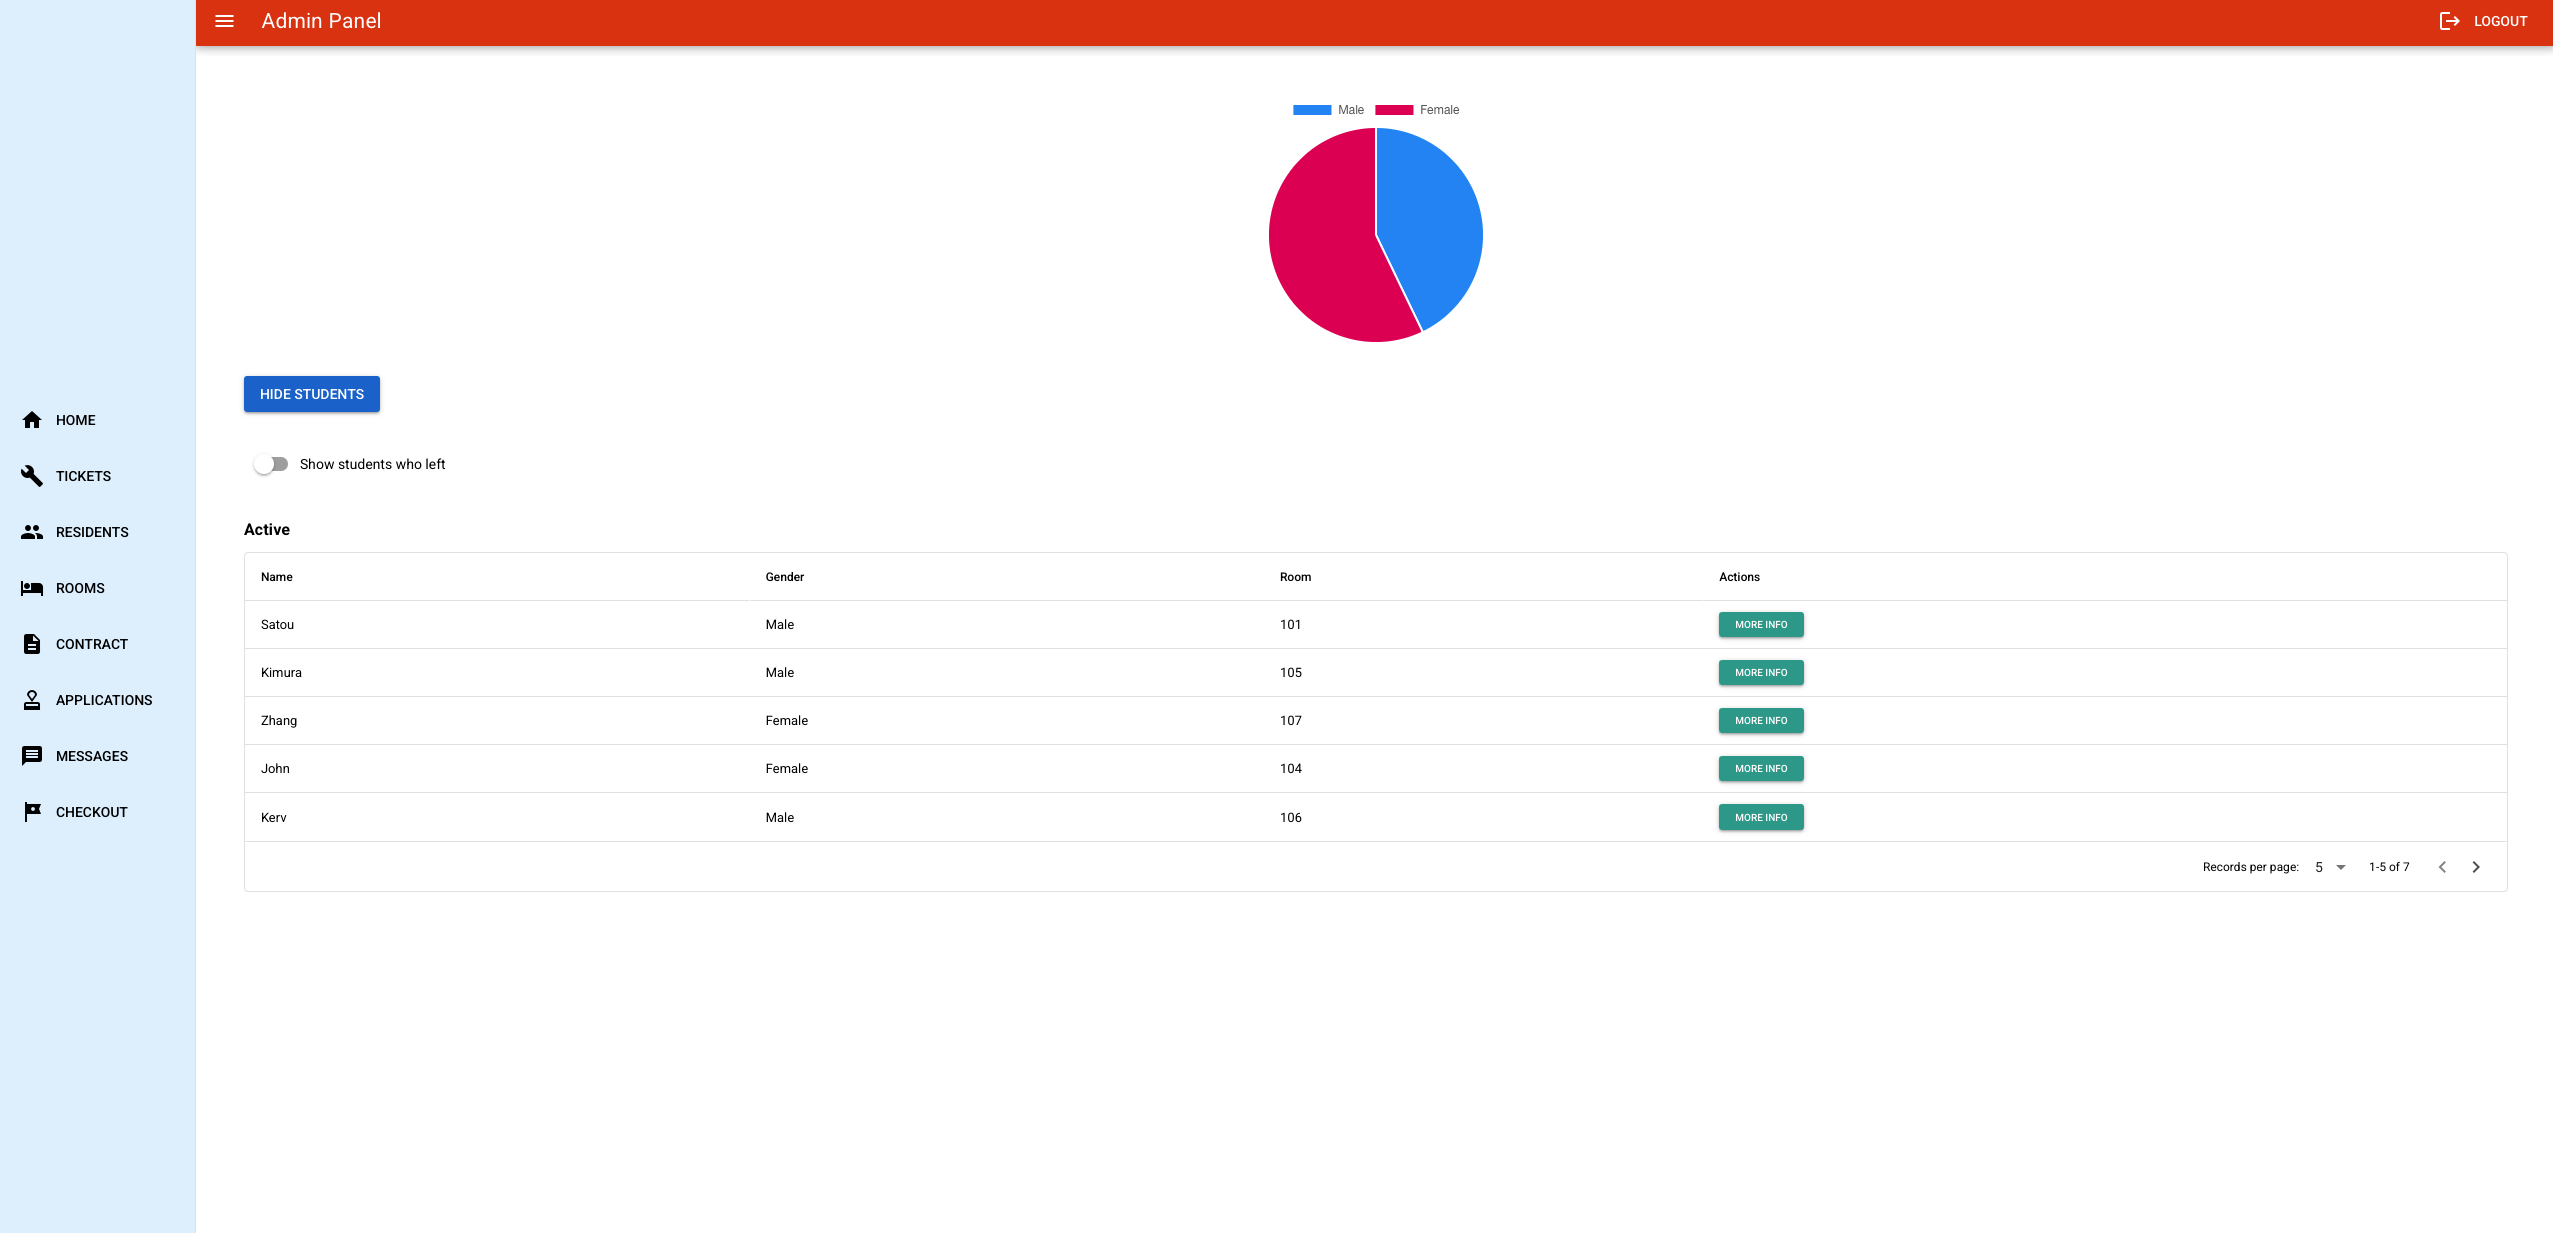 Admin Panel
LOGOUT
Male Female
HIDE STUDENTS
Show students who left
HOME
TICKETS
RESIDENTS
ROOMS
CONTRACT
APPLICATIONS
MESSAGES
CHECKOUT
Active
Name Gender Room Actions
Satou Male 101 MORE INFO
Kimura Male 105 MORE INFO
Zhang Female 107 MORE INFO
John Female 104 MORE INFO
Kerv Male 106 MORE INFO
Records per page: 5 1-5 of 7